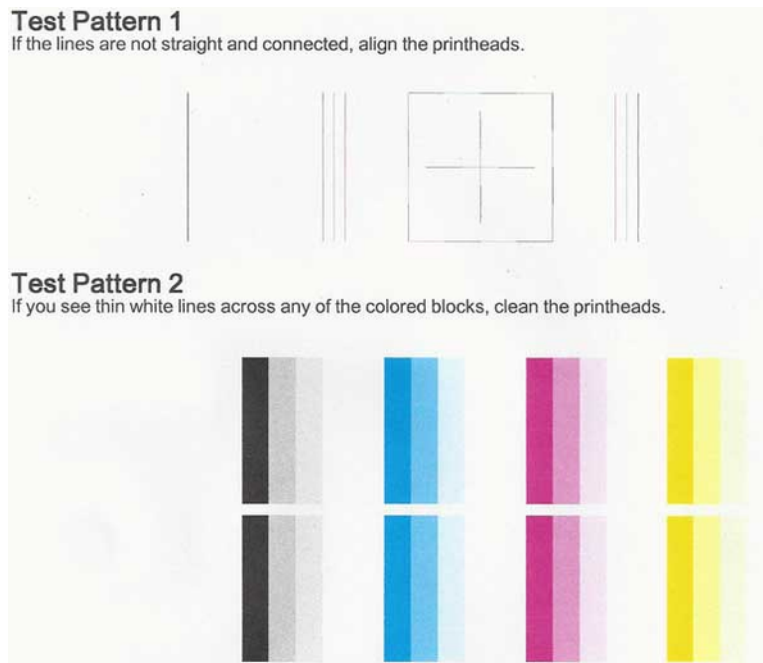 Test Pattern 1
If the lines are not straight and connected, align the printheads.
Test Pattern 2
If you see thin white lines across any of the colored blocks, clean the printheads.